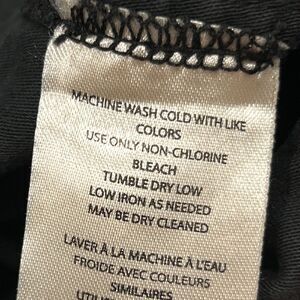 MACHINE WASH COLD WITH LIKE
COLORS
USE ONLY NON-CHLORINE
BLEACH
TUMBLE DRY LOW
LOW IRON AS NEEDED
MAY BE DRY CLEANED
LAVER À LA MACHINE À L'EAU
FROIDE AVEC COULEURS
SIMILAIRES